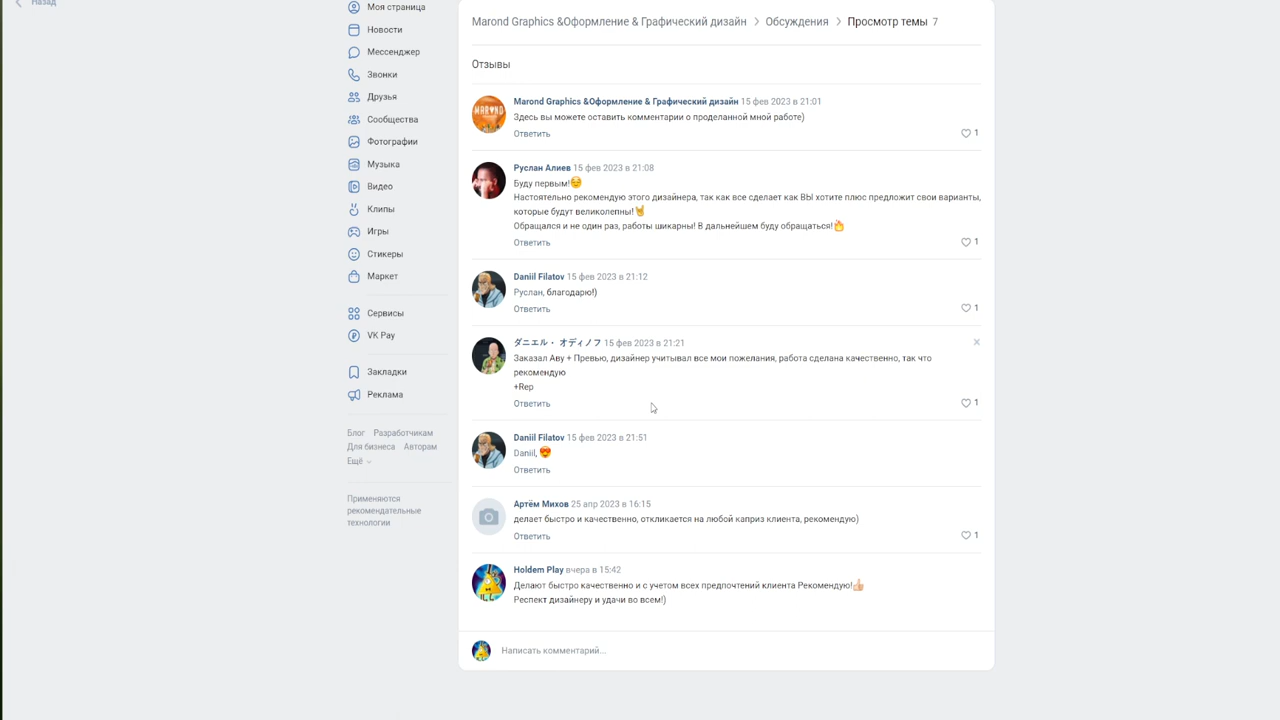 Назад
Моя страница
Новости
Мессенджер
Звонки
Друзья
Сообщества
Фотографии
Музыка
Видео
Клипы
Игры
Стикеры
Маркет
Сервисы
VK Pay
Закладки
Реклама
Блог Разработчикам
Для бизнеса Авторам
Ещё
Применяются
рекомендательные
технологии
Marond Graphics &Оформление & Графический дизайн > Обсуждения > Просмотр темы 7
Отзывы
MAROND
Marond Graphics &Оформление & Графический дизайн 15 фев 2023 в 21:01
Здесь вы можете оставить комментарии о проделанной мной работе)
Ответить 1
Руслан Алиев 15 фев 2023 в 21:08
Буду первым!😌
Настоятельно рекомендую этого дизайнера, так как все сделает как ВЫ хотите плюс предложит свои варианты,
которые будут великолепны!🤘
Обращался и не один раз, работы шикарны! В дальнейшем буду обращаться!👌
Ответить 1
Daniil Filatov 15 фев 2023 в 21:12
Руслан, благодарю!)
Ответить 1
ダニエル・ オディノフ 15 фев 2023 в 21:21
Заказал Аву + Превью, дизайнер учитывал все мои пожелания, работа сделана качественно, так что
рекомендую
+Rep
Ответить 1
Daniil Filatov 15 фев 2023 в 21:51
Daniil, 😍
Ответить
Артём Михов 25 апр 2023 в 16:15
делает быстро и качественно, откликается на любой каприз клиента, рекомендую)
Ответить 1
Holdem Play вчера в 15:42
Делают быстро качественно и с учетом всех предпочтений клиента Рекомендую!👍
Респект дизайнеру и удачи во всем!)
Написать комментарий...